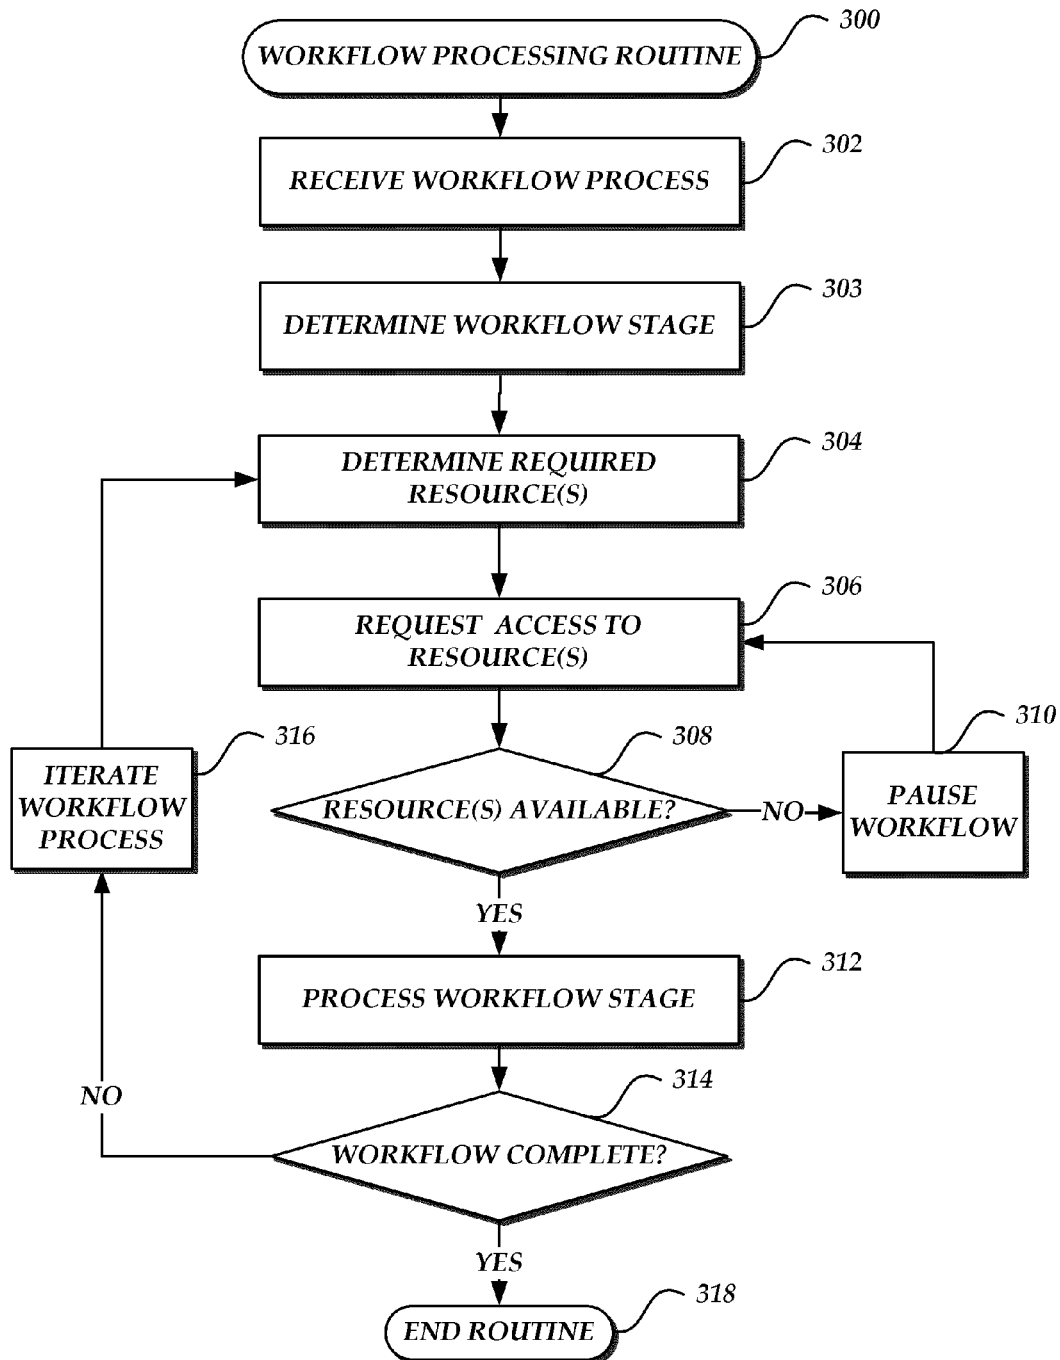 300
WORKFLOW PROCESSING ROUTINE
302
RECEIVE WORKFLOW PROCESS
303
DETERMINE WORKFLOW STAGE
304
DETERMINE REQUIRED
RESOURCE(S)
306
REQUEST ACCESS TO
RESOURCE(S)
316
ITERATE
WORKFLOW
PROCESS
308
RESOURCE(S) AVAILABLE?
NO
310
PAUSE
WORKFLOW
YES
312
PROCESS WORKFLOW STAGE
314
NO
WORKFLOW COMPLETE?
YES
318
END ROUTINE